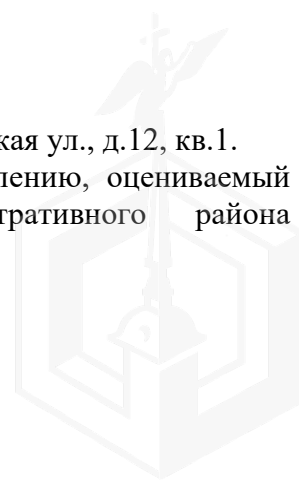 кая ул., д.12, кв.1.
лению, оцениваемый
тративного района